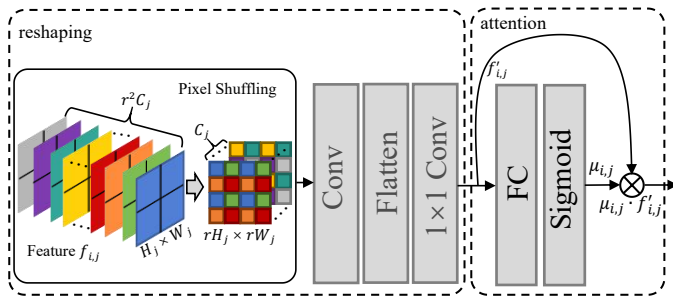 reshaping
attention
Pixel Shuffling
r²C_j
C_j
f'_{i,j}
Conv
Flatten
1×1 Conv
FC
Sigmoid
μ_{i,j}
μ_{i,j} · f'_{i,j}
Feature f_{i,j}
H_j × W_j
rH_j × rW_j